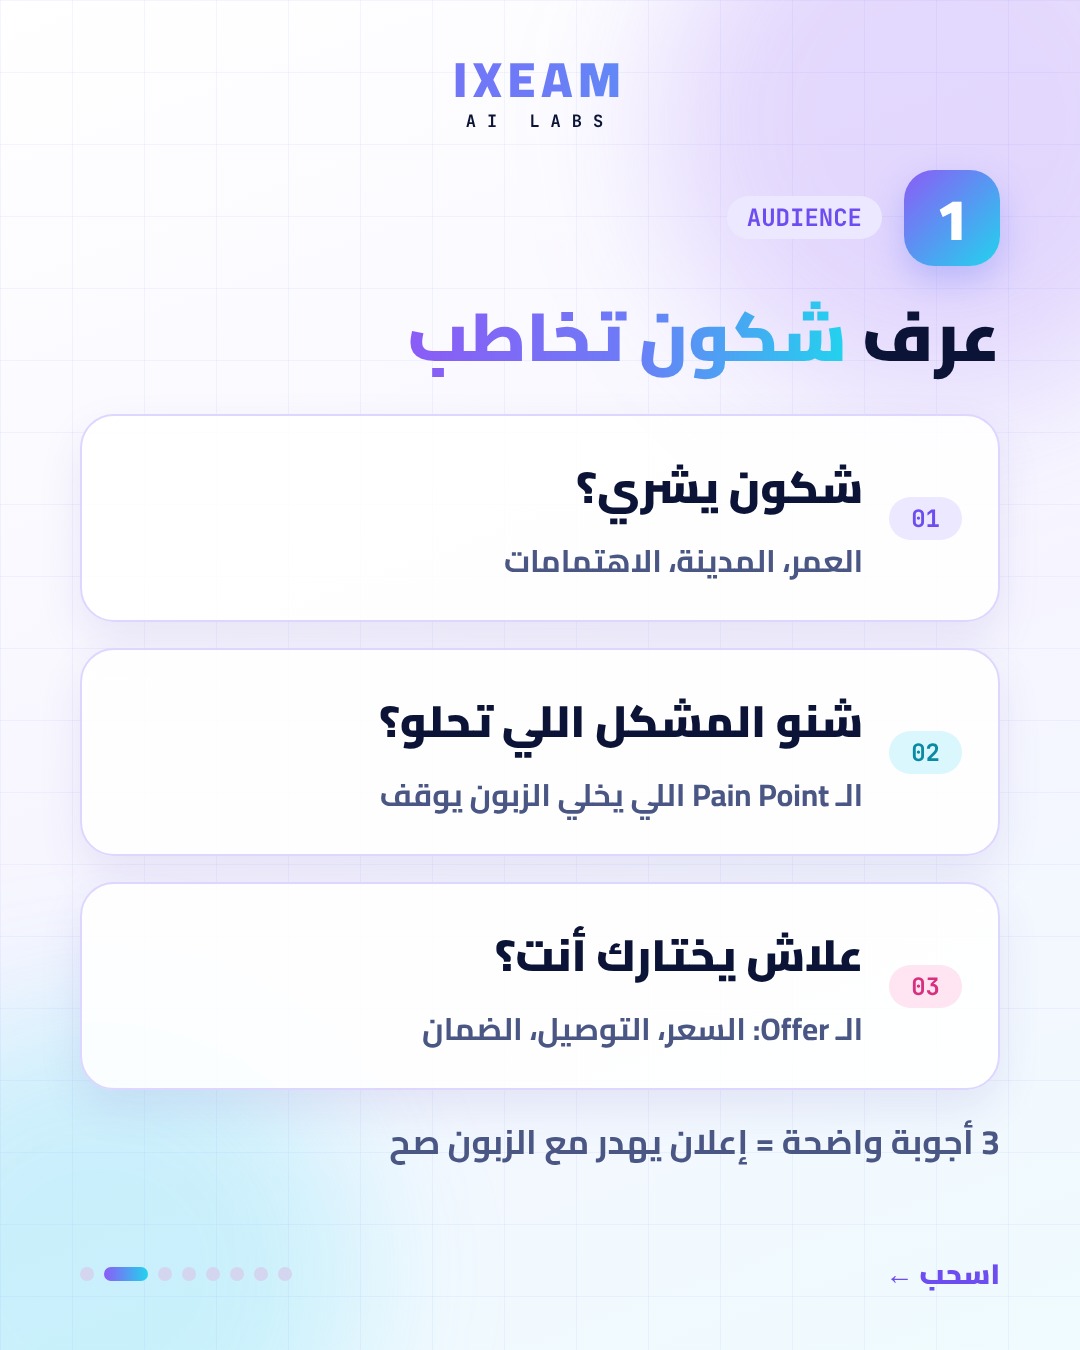 IXEAM
AI LABS
1
AUDIENCE
عرف شكون تخاطب
01
شكون يشري؟
العمر، المدينة، الاهتمامات
02
شنو المشكل اللي تحلو؟
الـ Pain Point اللي يخلي الزبون يوقف
03
علاش يختارك أنت؟
الـ Offer: السعر، التوصيل، الضمان
3 أجوبة واضحة = إعلان يهدر مع الزبون صح
اسحب ←